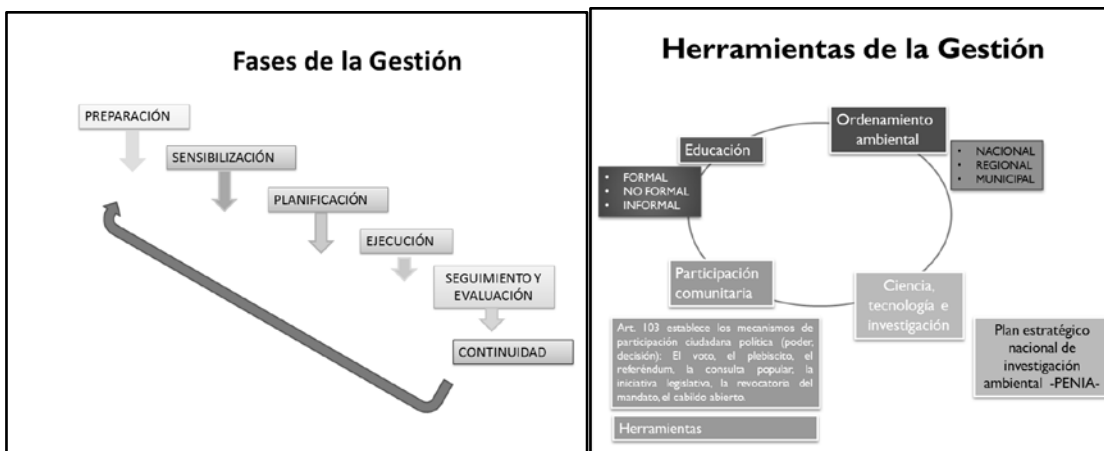 Fases de la Gestión
PREPARACIÓN
SENSIBILIZACIÓN
PLANIFICACIÓN
EJECUCIÓN
SEGUIMIENTO Y
EVALUACIÓN
CONTINUIDAD
Herramientas de la Gestión
Ordenamiento
ambiental
• NACIONAL
• REGIONAL
• MUNICIPAL
Educación
• FORMAL
• NO FORMAL
• INFORMAL
Participación
comunitaria
Ciencia,
tecnología e
investigación
Art. 103 establece los mecanismos de
participación ciudadana política (poder,
decisión): El voto, el plebiscito, el
referéndum, la consulta popular, la
iniciativa legislativa, la revocatoria del
mandato, el cabildo abierto.
Herramientas
Plan estratégico
nacional de
investigación
ambiental -PENIA-